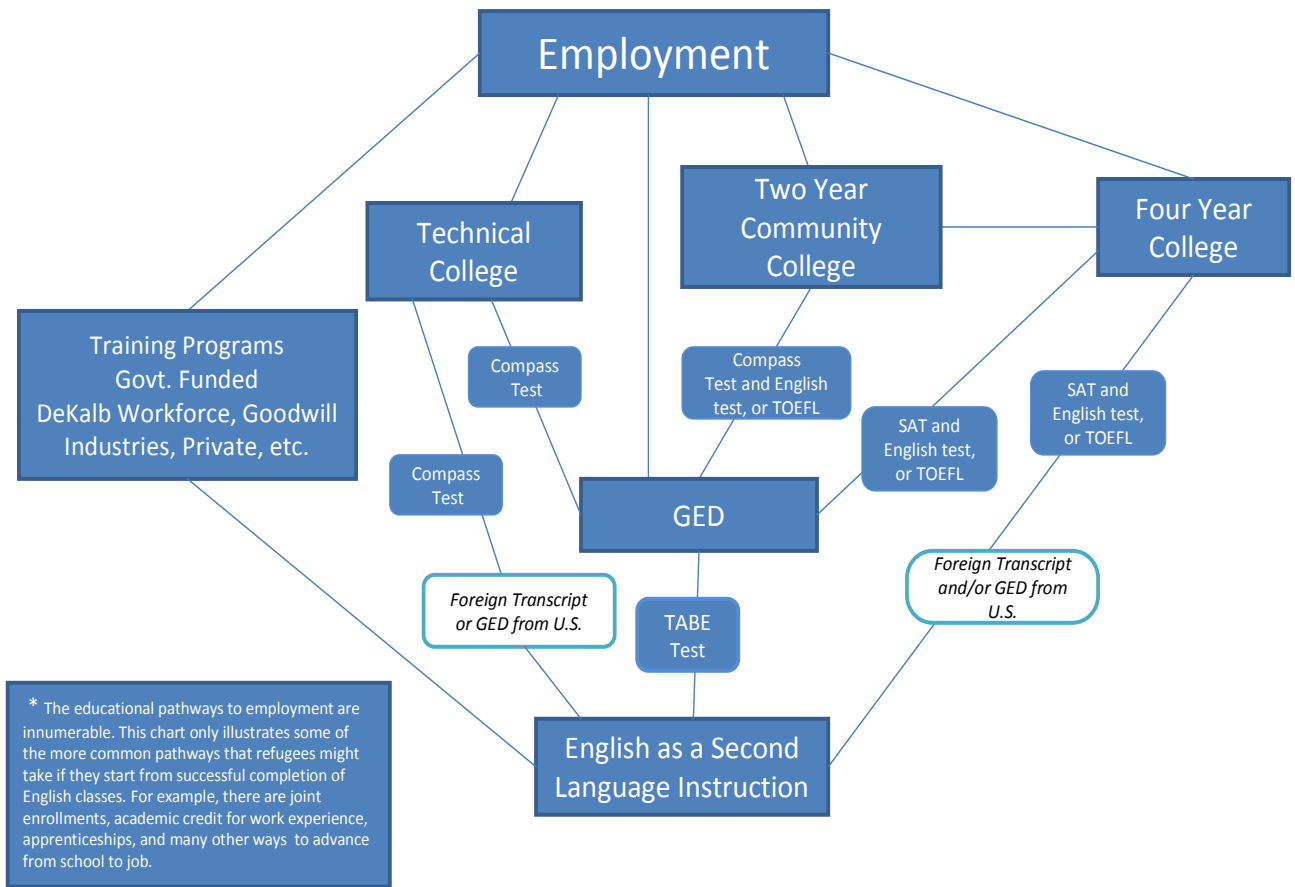 Employment
Two Year
Community
College
Four Year
College
Technical
College
Training Programs
Govt. Funded
DeKalb Workforce, Goodwill
Industries, Private, etc.
Compass
Test
Compass
Test and English
test, or TOEFL
SAT and
English test,
or TOEFL
SAT and
English test,
or TOEFL
Compass
Test
GED
Foreign Transcript
or GED from U.S.
TABE
Test
Foreign Transcript
and/or GED from
U.S.
* The educational pathways to employment are
innumerable. This chart only illustrates some of
the more common pathways that refugees might
take if they start from successful completion of
English classes. For example, there are joint
enrollments, academic credit for work experience,
apprenticeships, and many other ways to advance
from school to job.
English as a Second
Language Instruction